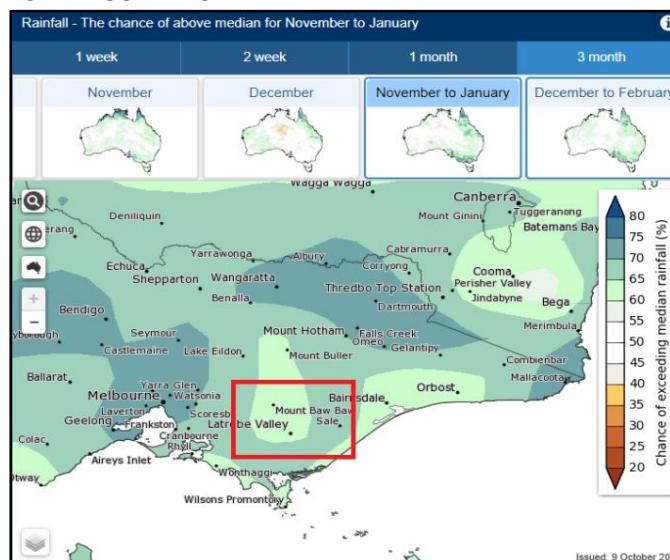 Rainfall - The chance of above median for November to January
1 week 2 week 1 month 3 month
November December November to January December to February
Wagga Wagga
Canberra
Deniliquin Mount Ginini Tuggeranong
Batemans Bay
erang
Cabramurra
Echuca Yarrawonga Albury Corryong Cooma
Shepparton Wangaratta Thredbo Top Station Perisher Valley
Jindabyne
Benalla Dartmouth Bega
Bendigo
Merimbula
Seymour Mount Hotham Falls Creek
Omeo Gelantipy
yborough Castlemaine Lake Eildon Mount Buller Combienbar
Ballarat Yarra Glen Orbost Mallacoota
Melbourne Watsonia Bairnsdale
Laverton Scoresby Mount Baw Baw
Geelong Frankston Latrobe Valley Sale
Colac Cranbourne
Rhyll
Aireys Inlet Wonthaggi
Otway
Wilsons Promontory
80
75
70
65
60
55
50
45
40
35
30
25
20
Chance of exceeding median rainfall (%)
+
−
Issued: 9 October 20